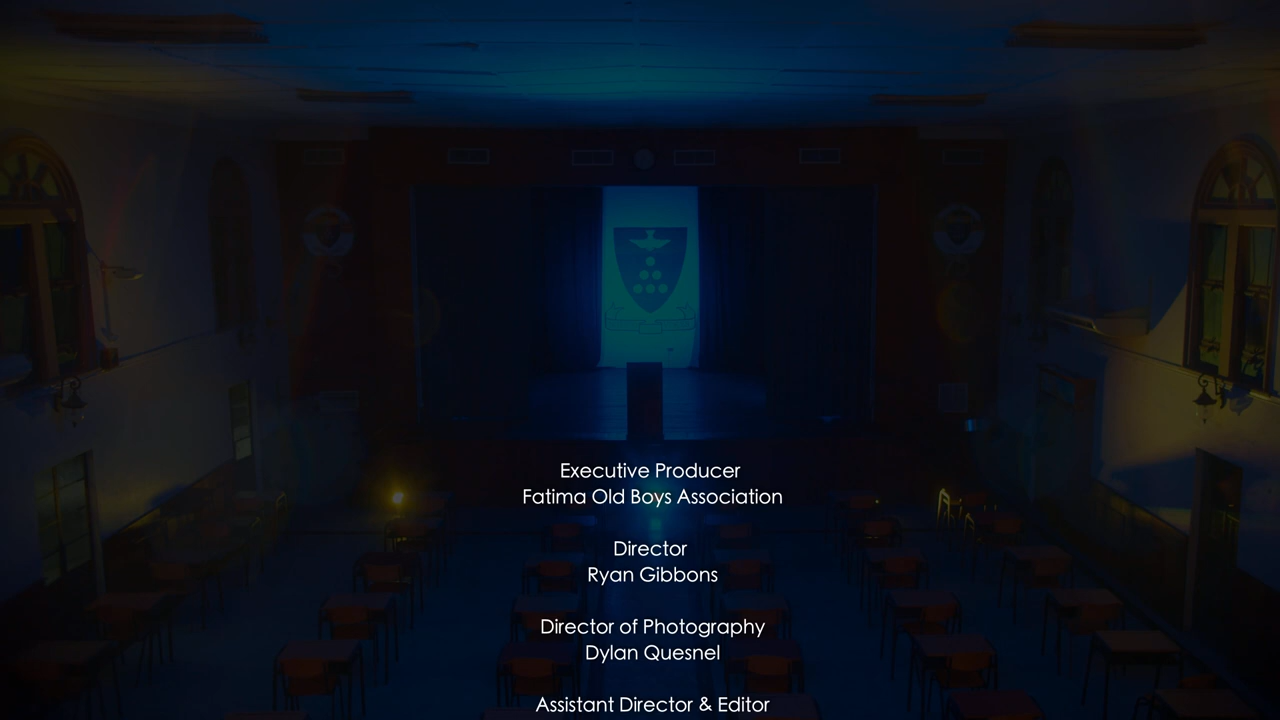 Executive Producer
Fatima Old Boys Association
Director
Ryan Gibbons
Director of Photography
Dylan Quesnel
Assistant Director & Editor